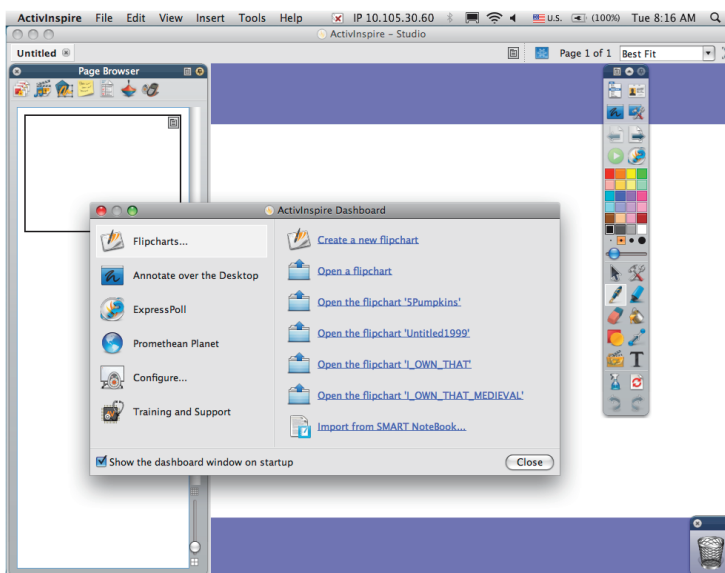 ActivInspire File Edit View Insert Tools Help IP 10.105.30.60 U.S. (100%) Tue 8:16 AM
ActivInspire – Studio
Untitled
Page 1 of 1 Best Fit
Page Browser
ActivInspire Dashboard
Flipcharts...
Annotate over the Desktop
ExpressPoll
Promethean Planet
Configure...
Training and Support
Create a new flipchart
Open a flipchart
Open the flipchart '5Pumpkins'
Open the flipchart 'Untitled1999'
Open the flipchart 'I_OWN_THAT'
Open the flipchart 'I_OWN_THAT_MEDIEVAL'
Import from SMART NoteBook...
Show the dashboard window on startup
Close
T